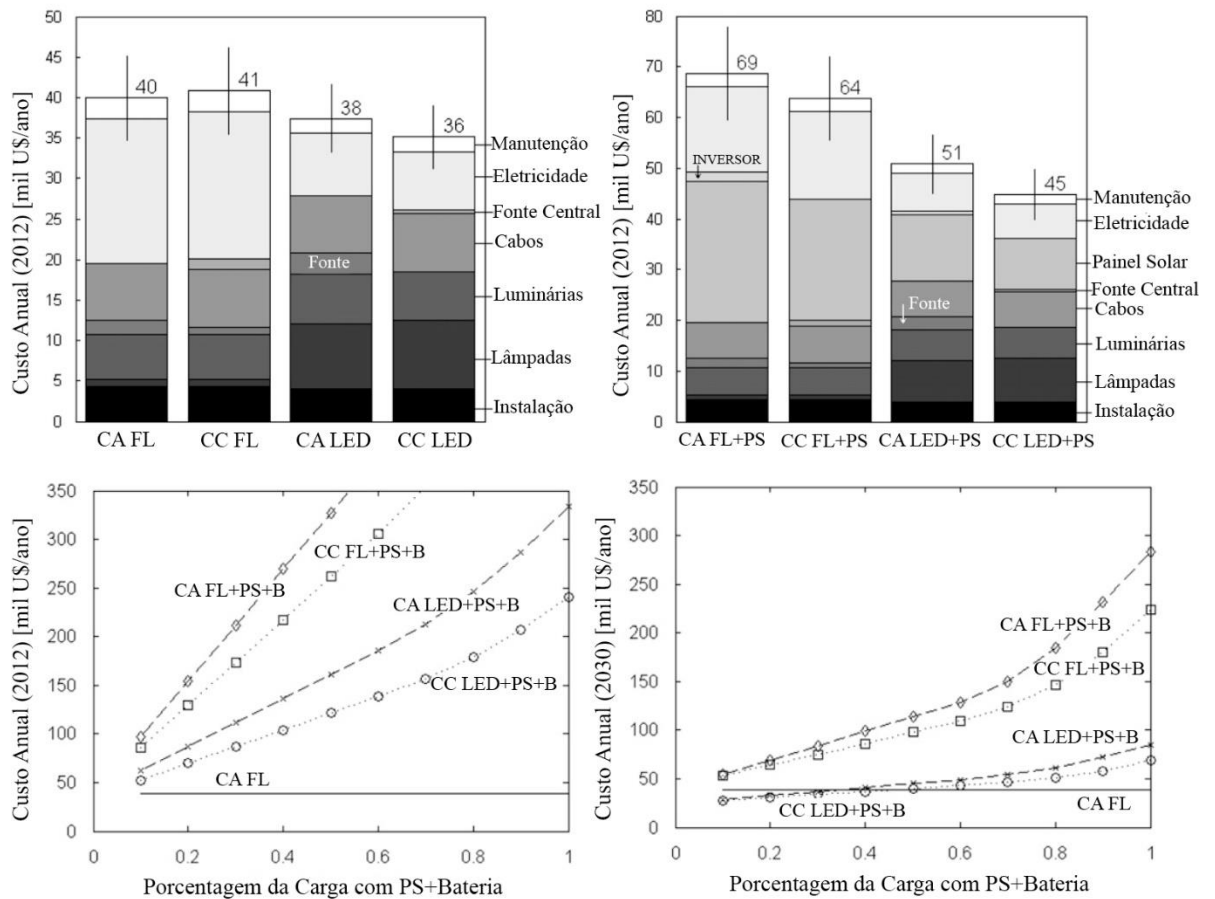 Custo Anual (2012) [mil U$/ano]
50
45
40
35
30
25
20
15
10
5
0
40
41
38
36
Fonte
Manutenção
Eletricidade
Fonte Central
Cabos
Luminárias
Lâmpadas
Instalação
CA FL
CC FL
CA LED
CC LED
Custo Anual (2012) [mil U$/ano]
80
70
60
50
40
30
20
10
0
69
64
51
45
INVERSOR
Fonte
Manutenção
Eletricidade
Painel Solar
Fonte Central
Cabos
Luminárias
Lâmpadas
Instalação
CA FL+PS
CC FL+PS
CA LED+PS
CC LED+PS
Custo Anual (2012) [mil U$/ano]
350
300
250
200
150
100
50
0
CA FL+PS+B
CC FL+PS+B
CA LED+PS+B
CC LED+PS+B
CA FL
0
0.2
0.4
0.6
0.8
1
Porcentagem da Carga com PS+Bateria
Custo Anual (2030) [mil U$/ano]
350
300
250
200
150
100
50
0
CA FL+PS+B
CC FL+PS+B
CA LED+PS+B
CC LED+PS+B
CA FL
0
0.2
0.4
0.6
0.8
1
Porcentagem da Carga com PS+Bateria